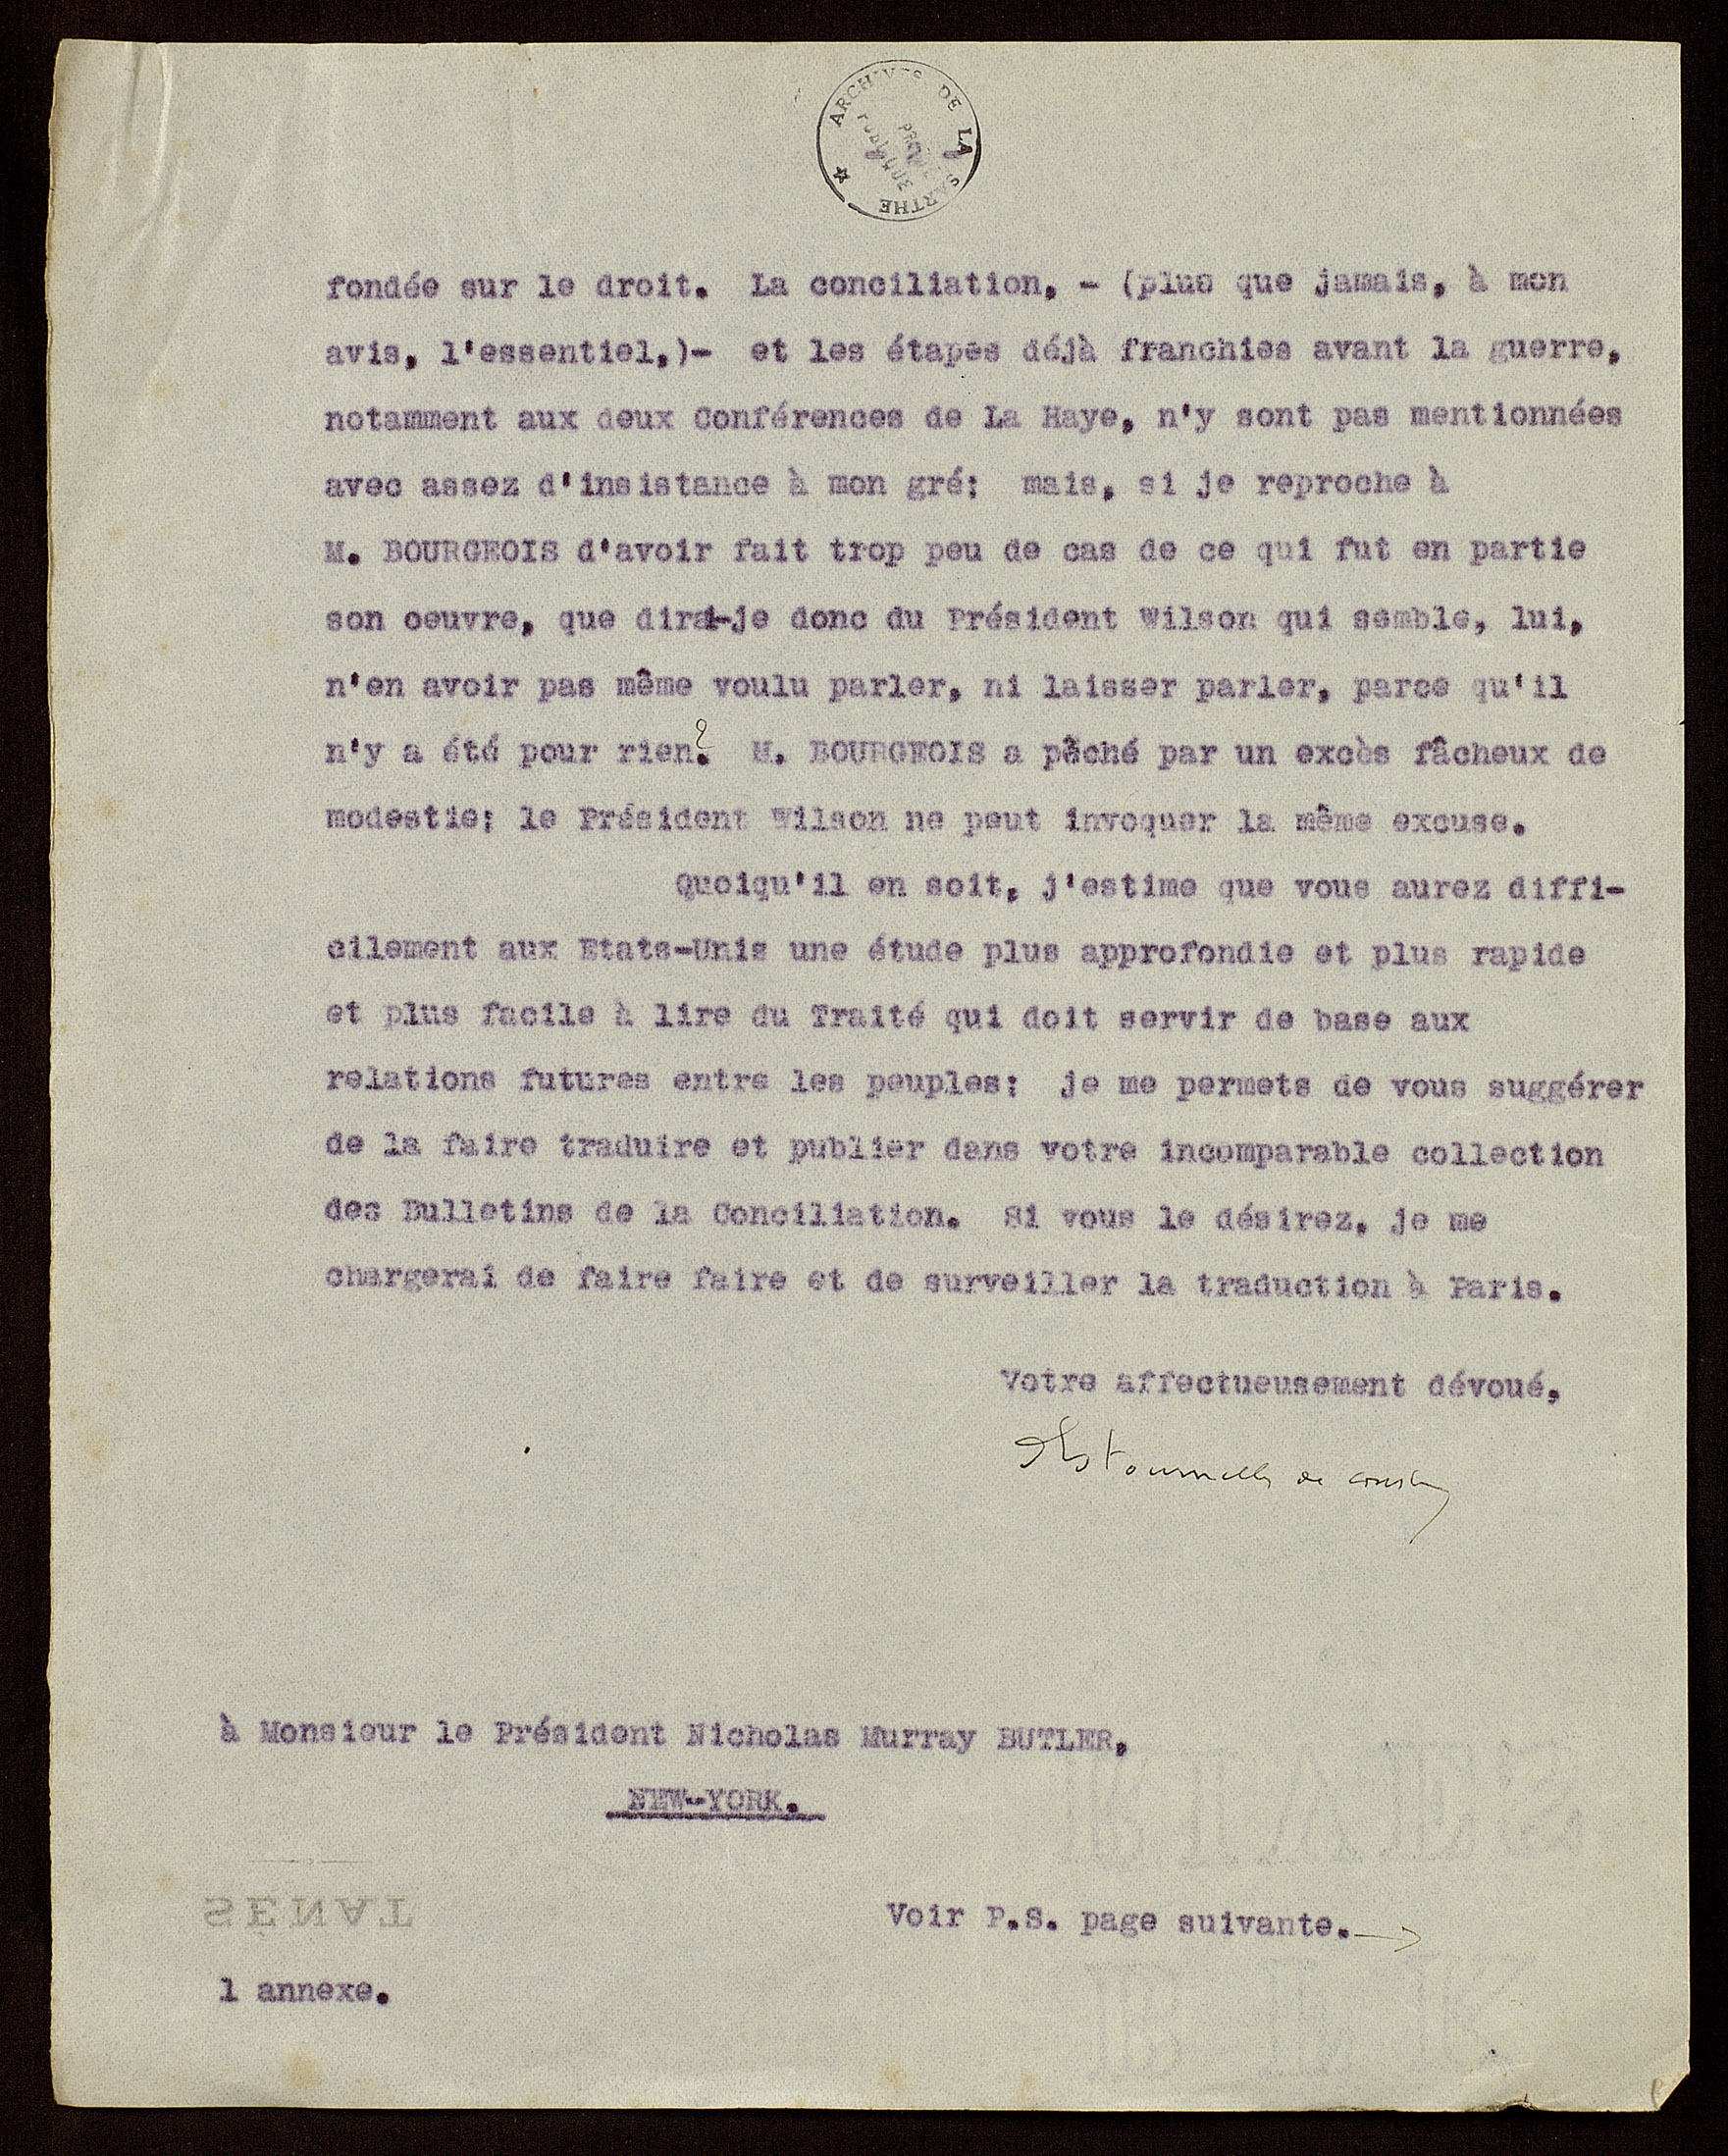 ARCHIVES DE LA SARTHE
fondée sur le droit. La conciliation, - (plus que jamais, à mon
avis, l'essentiel,)- et les étapes déjà franchies avant la guerre,
notamment aux deux Conférences de La Haye, n'y sont pas mentionnées
avec assez d'insistance à mon gré; mais, si je reproche à
M. BOURGEOIS d'avoir fait trop peu de cas de ce qui fut en partie
son oeuvre, que dirai-je donc du Président Wilson qui semble, lui,
n'en avoir pas même voulu parler, ni laisser parler, parce qu'il
n'y a été pour rien? M. BOURGEOIS a pêché par un excès fâcheux de
modestie; le Président Wilson ne peut invoquer la même excuse.
Quoiqu'il en soit, j'estime que vous aurez diffi-
cilement aux Etats-Unis une étude plus approfondie et plus rapide
et plus facile à lire du Traité qui doit servir de base aux
relations futures entre les peuples; je me permets de vous suggérer
de la faire traduire et publier dans votre incomparable collection
des Bulletins de la Conciliation. Si vous le désirez, je me
chargerai de faire faire et de surveiller la traduction à Paris.
Votre affectueusement dévoué,
d'Estournelles de Constant
à Monsieur le Président Nicholas Murray BUTLER,
NEW-YORK.
SENAT
Voir P.S. page suivante.
1 annexe.